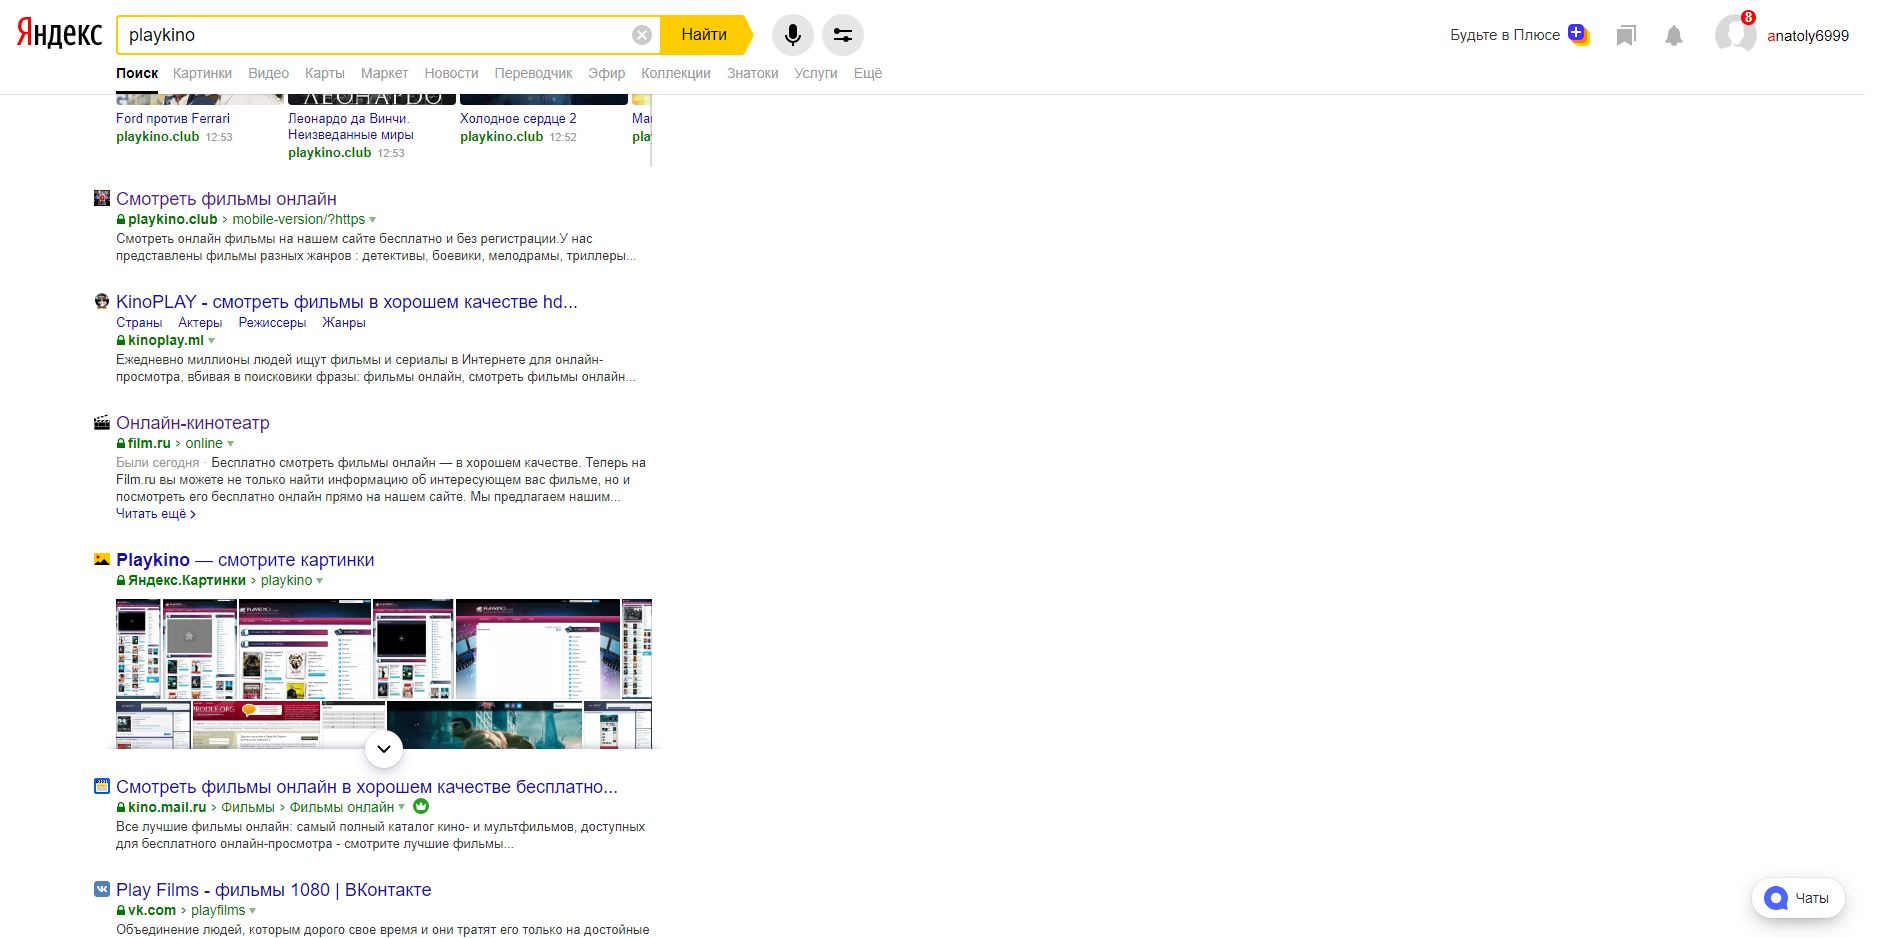 Яндекс
playkino
Найти
Будьте в Плюсе
8
anatoly6999
Поиск Картинки Видео Карты Маркет Новости Переводчик Эфир Коллекции Знатоки Услуги Ещё
ЛЕОНАРДО
Ford против Ferrari
playkino.club 12:53
Леонардо да Винчи.
Неизведанные миры
playkino.club 12:53
Холодное сердце 2
playkino.club 12:52
Смотреть фильмы онлайн
playkino.club › mobile-version/?https
Смотреть онлайн фильмы на нашем сайте бесплатно и без регистрации.У нас
представлены фильмы разных жанров : детективы, боевики, мелодрамы, триллеры...
KinoPLAY - смотреть фильмы в хорошем качестве hd...
Страны Актеры Режиссеры Жанры
kinoplay.ml
Ежедневно миллионы людей ищут фильмы и сериалы в Интернете для онлайн-
просмотра, вбивая в поисковики фразы: фильмы онлайн, смотреть фильмы онлайн...
Онлайн-кинотеатр
film.ru › online
Были сегодня · Бесплатно смотреть фильмы онлайн — в хорошем качестве. Теперь на
Film.ru вы можете не только найти информацию об интересующем вас фильме, но и
посмотреть его бесплатно онлайн прямо на нашем сайте. Мы предлагаем нашим...
Читать ещё ›
Playkino — смотрите картинки
Яндекс.Картинки › playkino
Смотреть фильмы онлайн в хорошем качестве бесплатно...
kino.mail.ru › Фильмы › Фильмы онлайн
Все лучшие фильмы онлайн: самый полный каталог кино- и мультфильмов, доступных
для бесплатного онлайн-просмотра - смотрите лучшие фильмы...
Play Films - фильмы 1080 | ВКонтакте
vk.com › playfilms
Объединение людей, которым дорого свое время и они тратят его только на достойные
Чаты